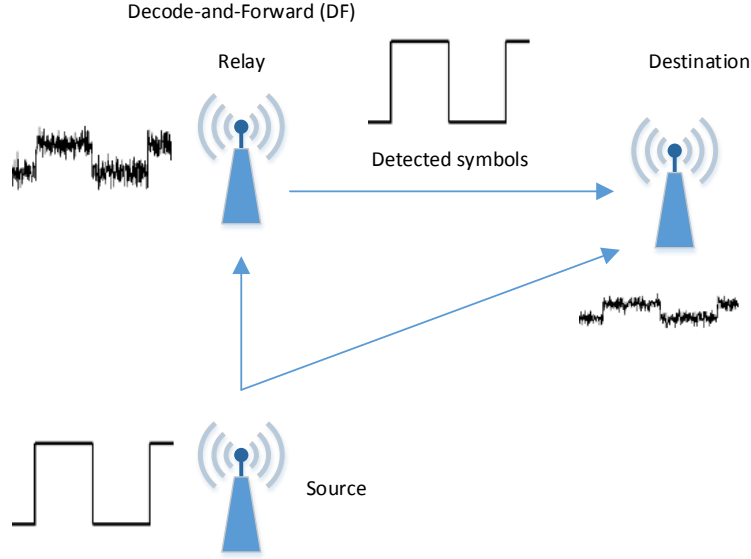 Decode-and-Forward (DF)
Relay
Destination
Detected symbols
Source